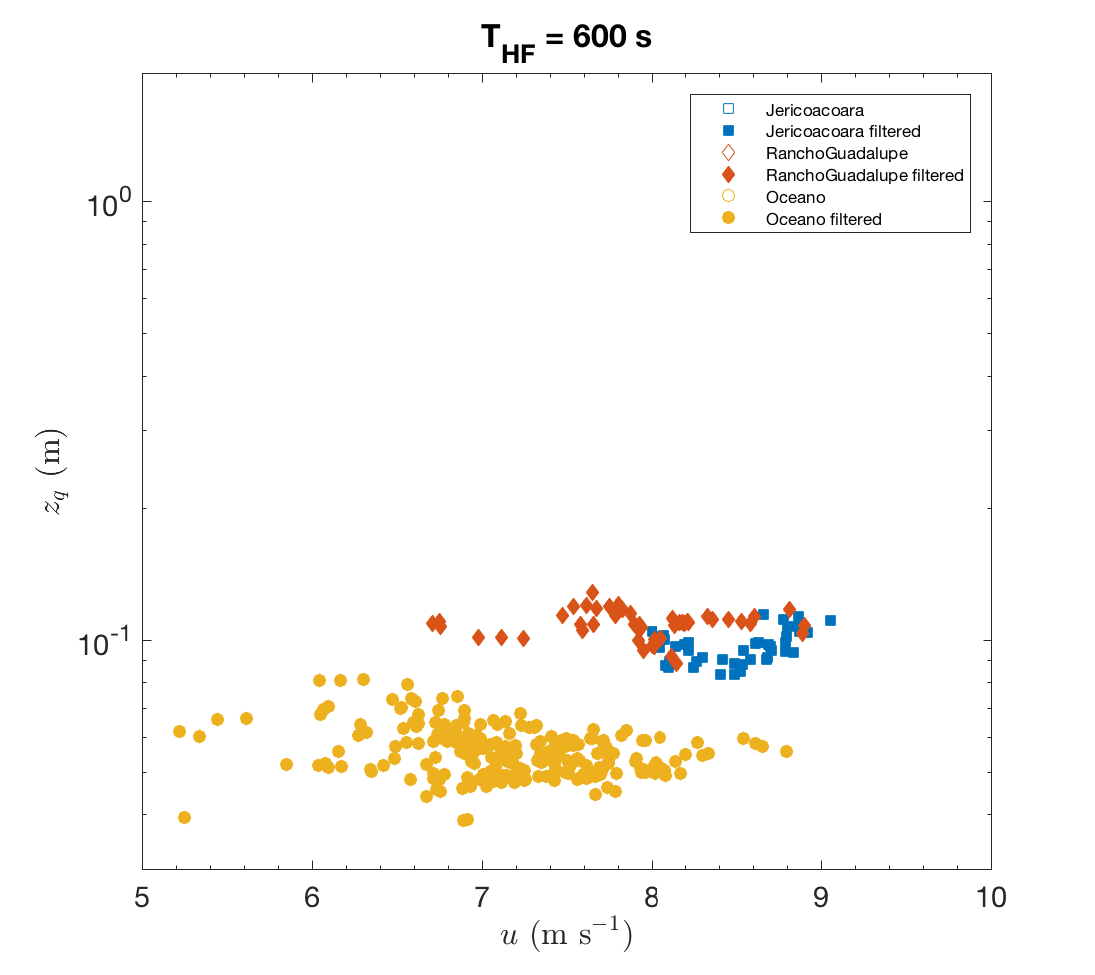 T_HF = 600 s
Jericoacoara
Jericoacoara filtered
RanchoGuadalupe
RanchoGuadalupe filtered
Oceano
Oceano filtered
10^0
z_q (m)
10^-1
5 6 7 8 9 10
u (m s^-1)